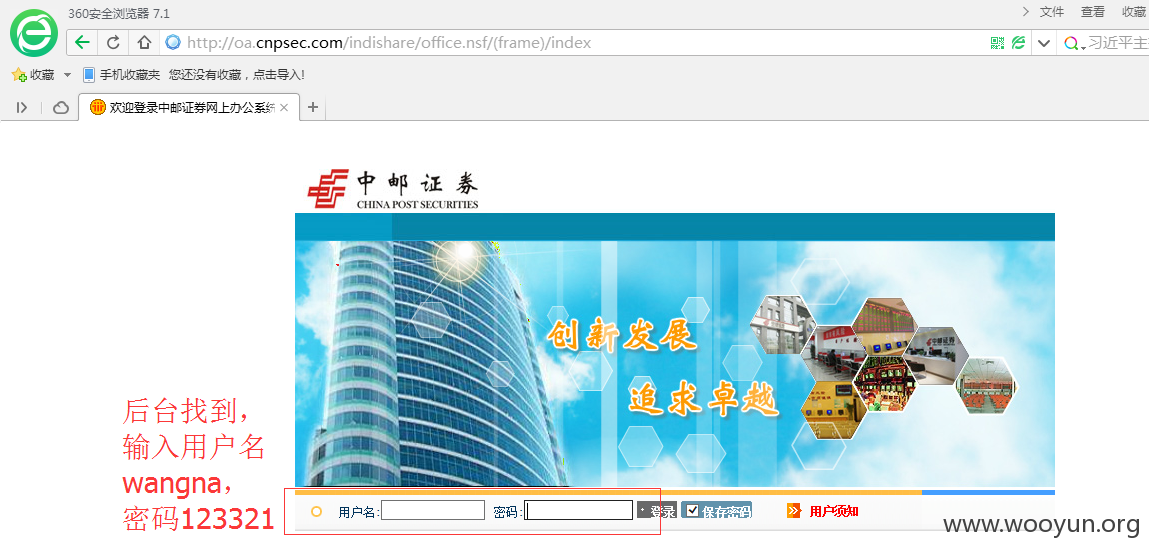 360安全浏览器 7.1
文件 查看 收藏
http://oa.cnpsec.com/indishare/office.nsf/(frame)/index
习近平主
收藏 手机收藏夹 您还没有收藏，点击导入!
欢迎登录中邮证券网上办公系统
中邮证券
CHINA POST SECURITIES
创新发展
追求卓越
后台找到，
输入用户名
wangna，
密码123321
用户名: 密码: 登录 保存密码 用户须知
www.wooyun.org